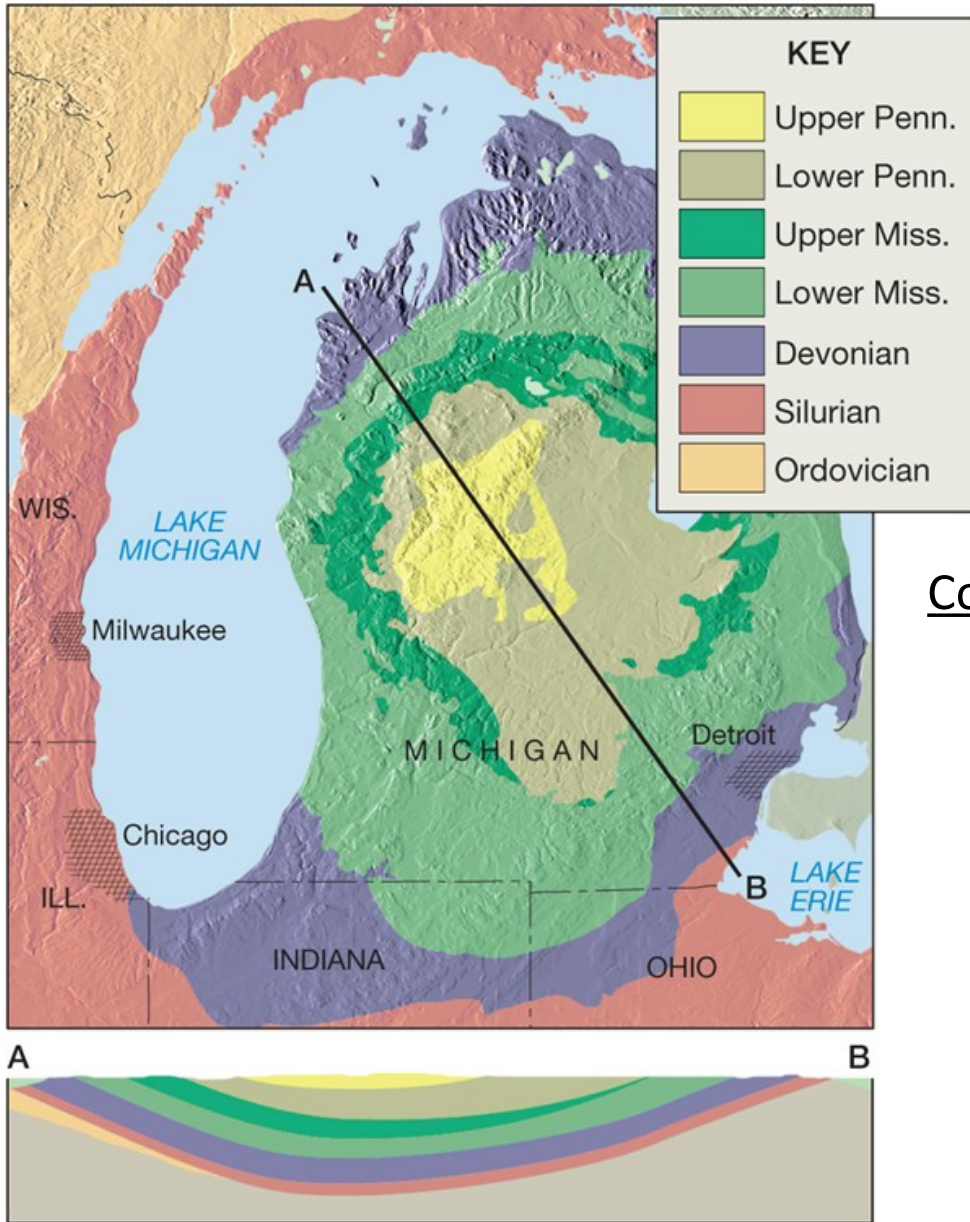 KEY
Upper Penn.
Lower Penn.
Upper Miss.
Lower Miss.
Devonian
Silurian
Ordovician
A
WIS.
LAKE
MICHIGAN
Co
Milwaukee
MICHIGAN
Detroit
Chicago
ILL.
B
LAKE
ERIE
INDIANA
OHIO
A
B